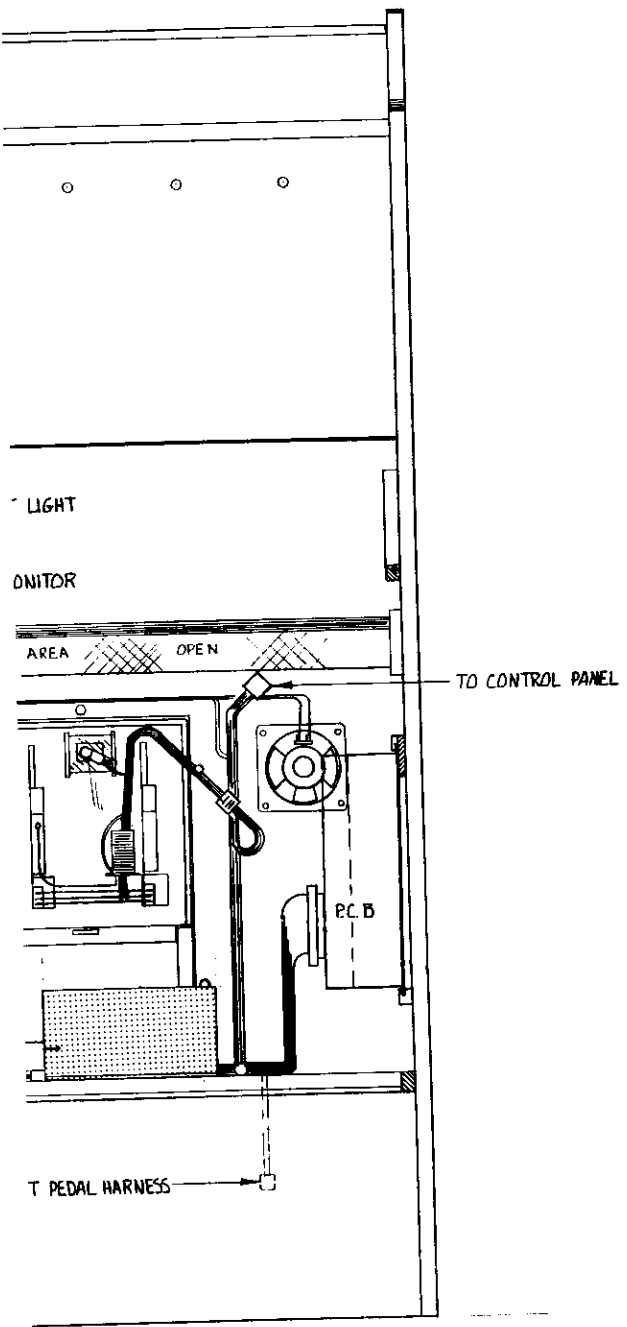 LIGHT
ONITOR
AREA OPEN
TO CONTROL PANEL
P.C.B
T PEDAL HARNESS